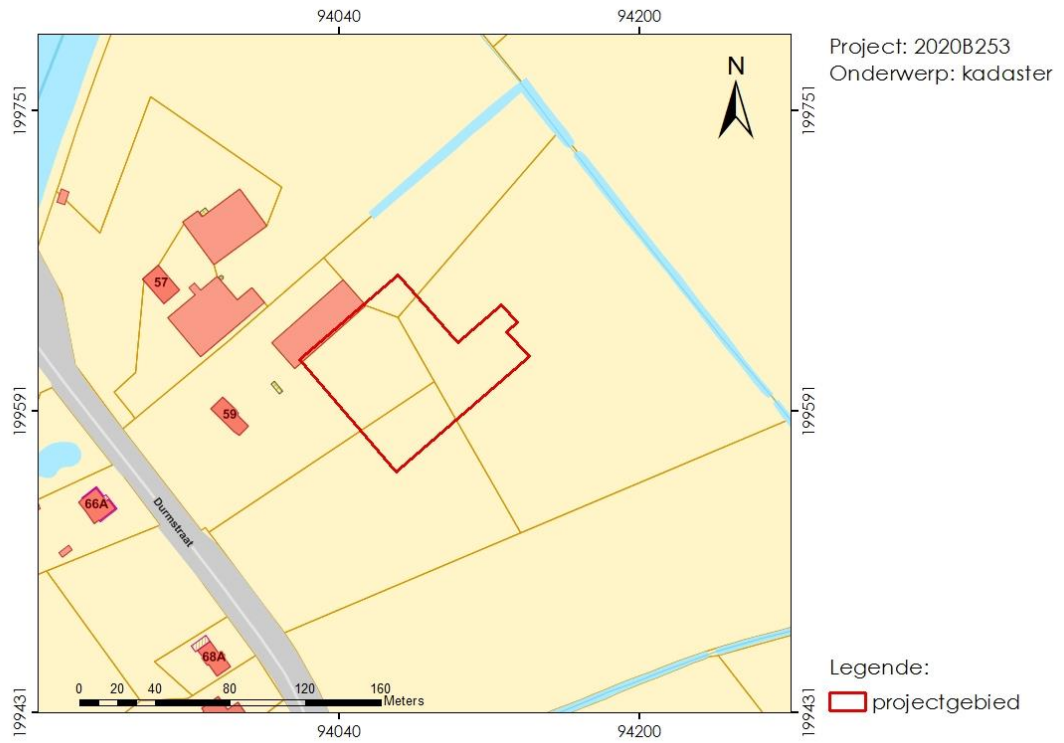 94040 94200
Project: 2020B253
Onderwerp: kadaster
N
199751 199751
57
59
199591 199591
66A
Durmstraat
68A
0 20 40 80 120 160
Meters
Legende:
projectgebied
199431 199431
94040 94200